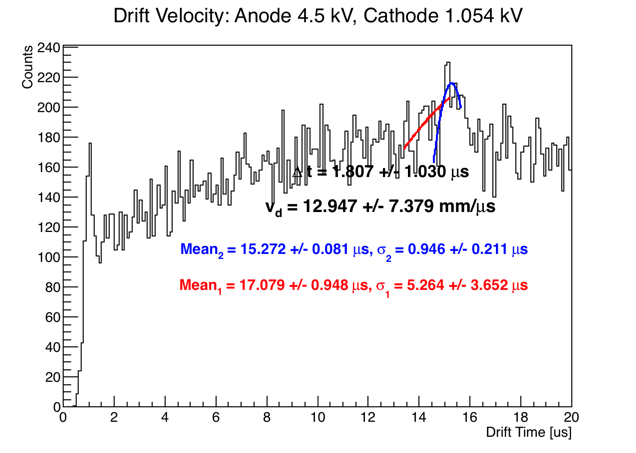 Drift Velocity: Anode 4.5 kV, Cathode 1.054 kV
Counts
240
220
200
180
160
140
120
100
80
60
40
20
0
Δ t = 1.807 +/- 1.030 μs
v_d = 12.947 +/- 7.379 mm/μs
Mean_2 = 15.272 +/- 0.081 μs, σ_2 = 0.946 +/- 0.211 μs
Mean_1 = 17.079 +/- 0.948 μs, σ_1 = 5.264 +/- 3.652 μs
0 2 4 6 8 10 12 14 16 18 20
Drift Time [us]